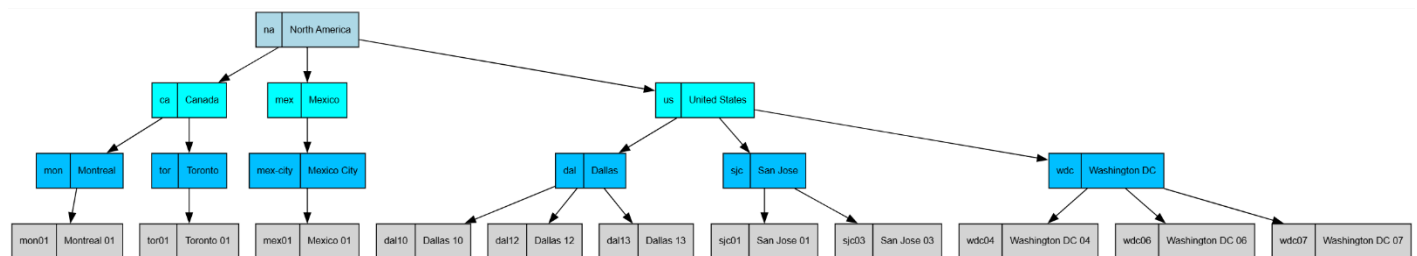 na North America
ca Canada
mex Mexico
us United States
mon Montreal
tor Toronto
mex-city Mexico City
dal Dallas
sjc San Jose
wdc Washington DC
mon01 Montreal 01
tor01 Toronto 01
mex01 Mexico 01
dal10 Dallas 10
dal12 Dallas 12
dal13 Dallas 13
sjc01 San Jose 01
sjc03 San Jose 03
wdc04 Washington DC 04
wdc06 Washington DC 06
wdc07 Washington DC 07